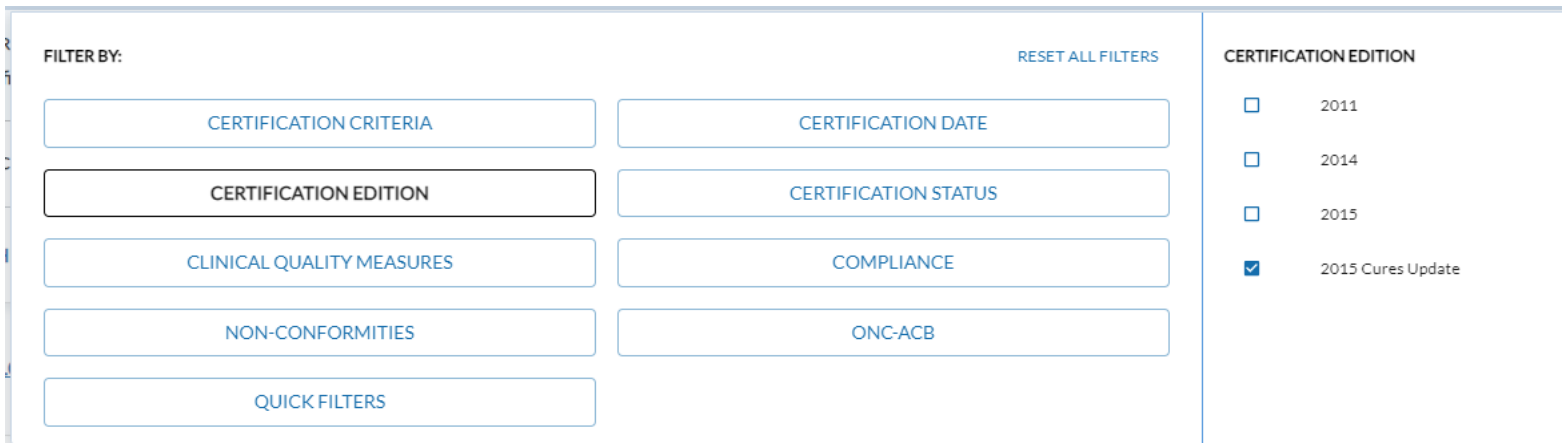 FILTER BY:
RESET ALL FILTERS
CERTIFICATION CRITERIA
CERTIFICATION DATE
CERTIFICATION EDITION
CERTIFICATION STATUS
CLINICAL QUALITY MEASURES
COMPLIANCE
NON-CONFORMITIES
ONC-ACB
QUICK FILTERS
CERTIFICATION EDITION
2011
2014
2015
2015 Cures Update